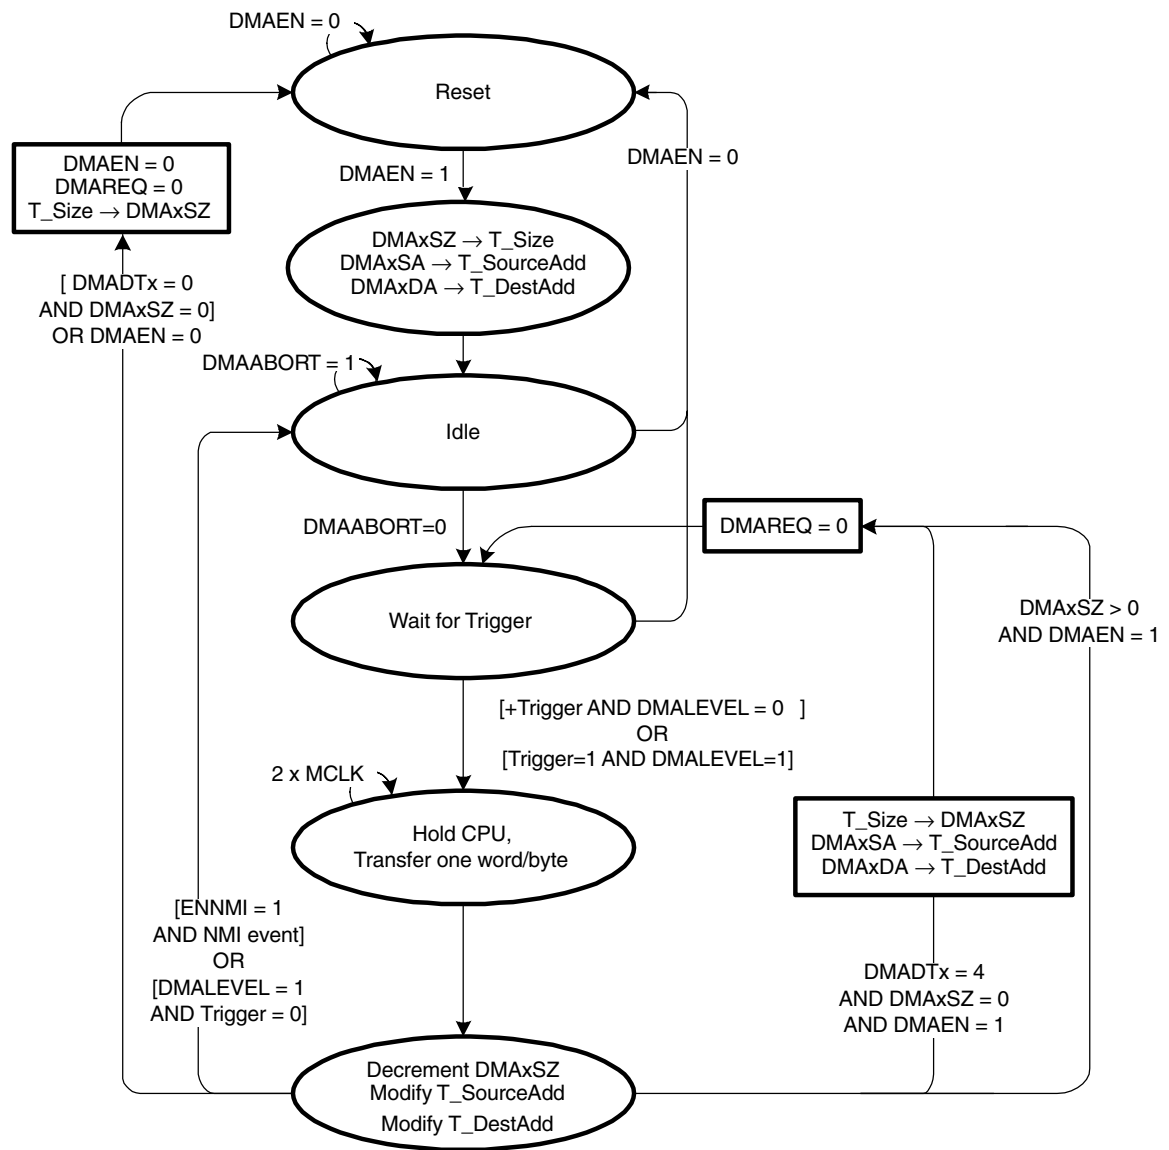 DMAEN = 0
Reset
DMAEN = 0
DMAREQ = 0
T_Size → DMAxSZ
DMAEN = 1
DMAEN = 0
DMAxSZ → T_Size
DMAxSA → T_SourceAdd
DMAxDA → T_DestAdd
[ DMADTx = 0
AND DMAxSZ = 0]
OR DMAEN = 0
DMAABORT = 1
Idle
DMAABORT=0
DMAREQ = 0
Wait for Trigger
DMAxSZ > 0
AND DMAEN = 1
[+Trigger AND DMALEVEL = 0 ]
OR
[Trigger=1 AND DMALEVEL=1]
2 x MCLK
Hold CPU,
Transfer one word/byte
T_Size → DMAxSZ
DMAxSA → T_SourceAdd
DMAxDA → T_DestAdd
[ENNMI = 1
AND NMI event]
OR
[DMALEVEL = 1
AND Trigger = 0]
DMADTx = 4
AND DMAxSZ = 0
AND DMAEN = 1
Decrement DMAxSZ
Modify T_SourceAdd
Modify T_DestAdd